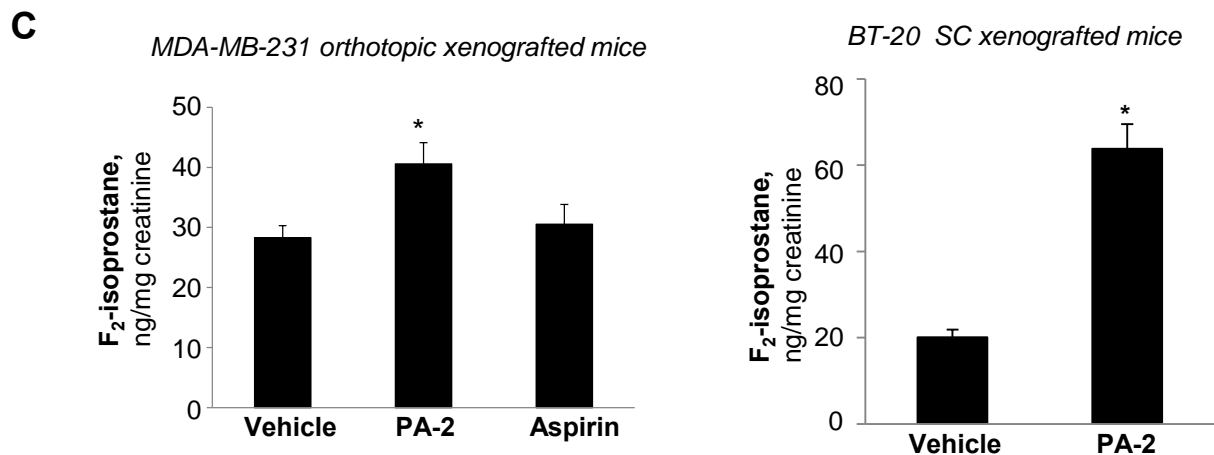 C
MDA-MB-231 orthotopic xenografted mice
F₂-isoprostane,
ng/mg creatinine
50
40
30
20
10
0
*
Vehicle PA-2 Aspirin
BT-20 SC xenografted mice
F₂-isoprostane,
ng/mg creatinine
80
60
40
20
0
*
Vehicle PA-2